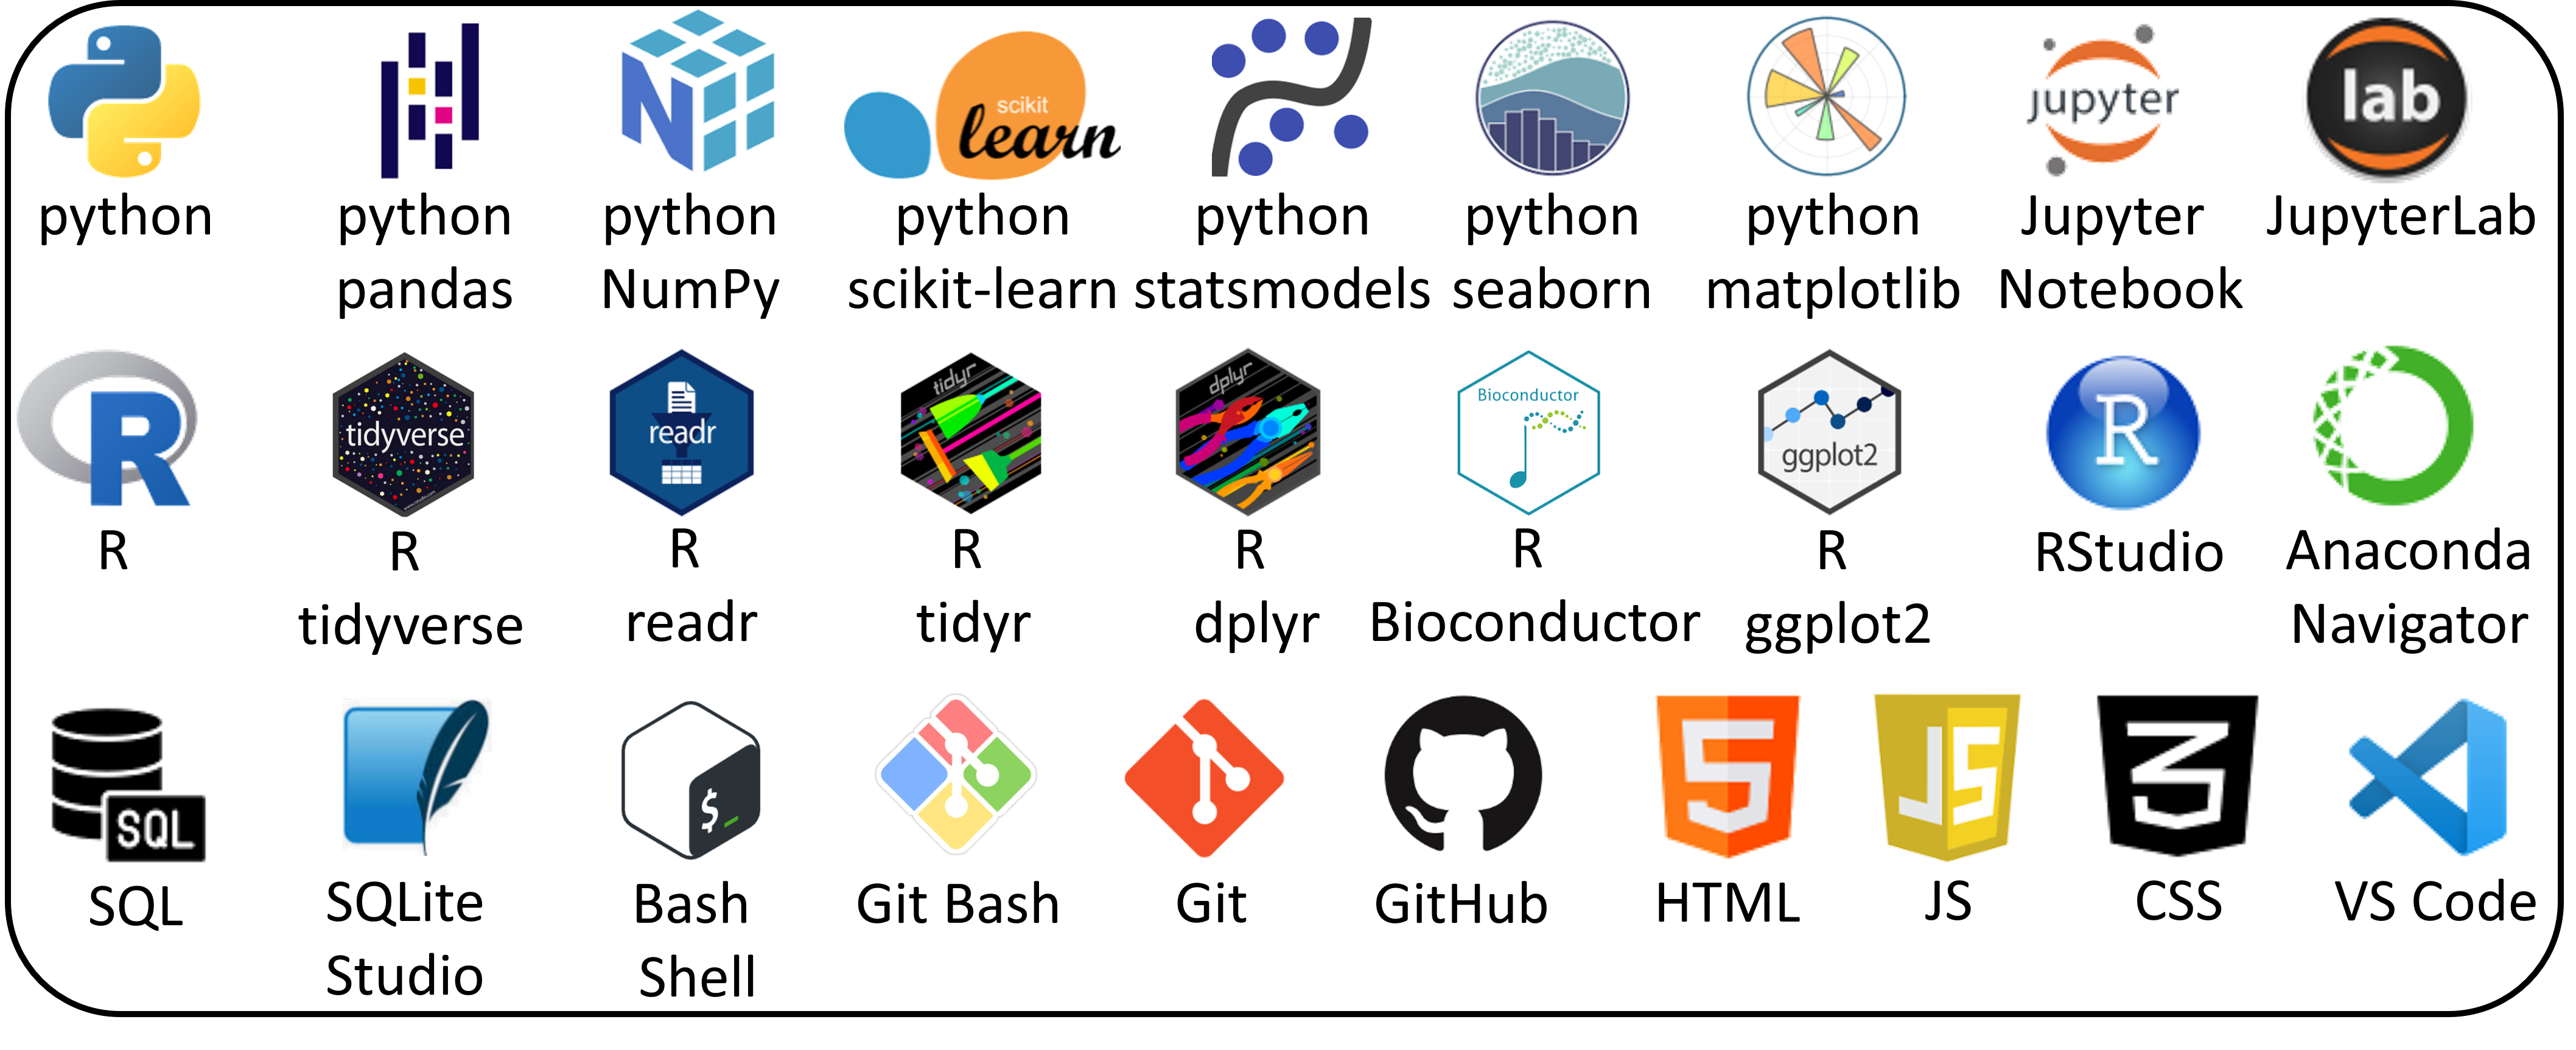 scikit
learn
jupyter
lab
python
python
pandas
python
NumPy
python
scikit-learn
python
statsmodels
python
seaborn
python
matplotlib
Jupyter
Notebook
JupyterLab
R
tidyverse
readr
tidyr
dplyr
Bioconductor
ggplot2
R
R
R
tidyverse
R
readr
R
tidyr
R
dplyr
R
Bioconductor
R
ggplot2
RStudio
Anaconda
Navigator
SQL
$_
5
JS
3
SQL
SQLite
Studio
Bash
Shell
Git Bash
Git
GitHub
HTML
JS
CSS
VS Code